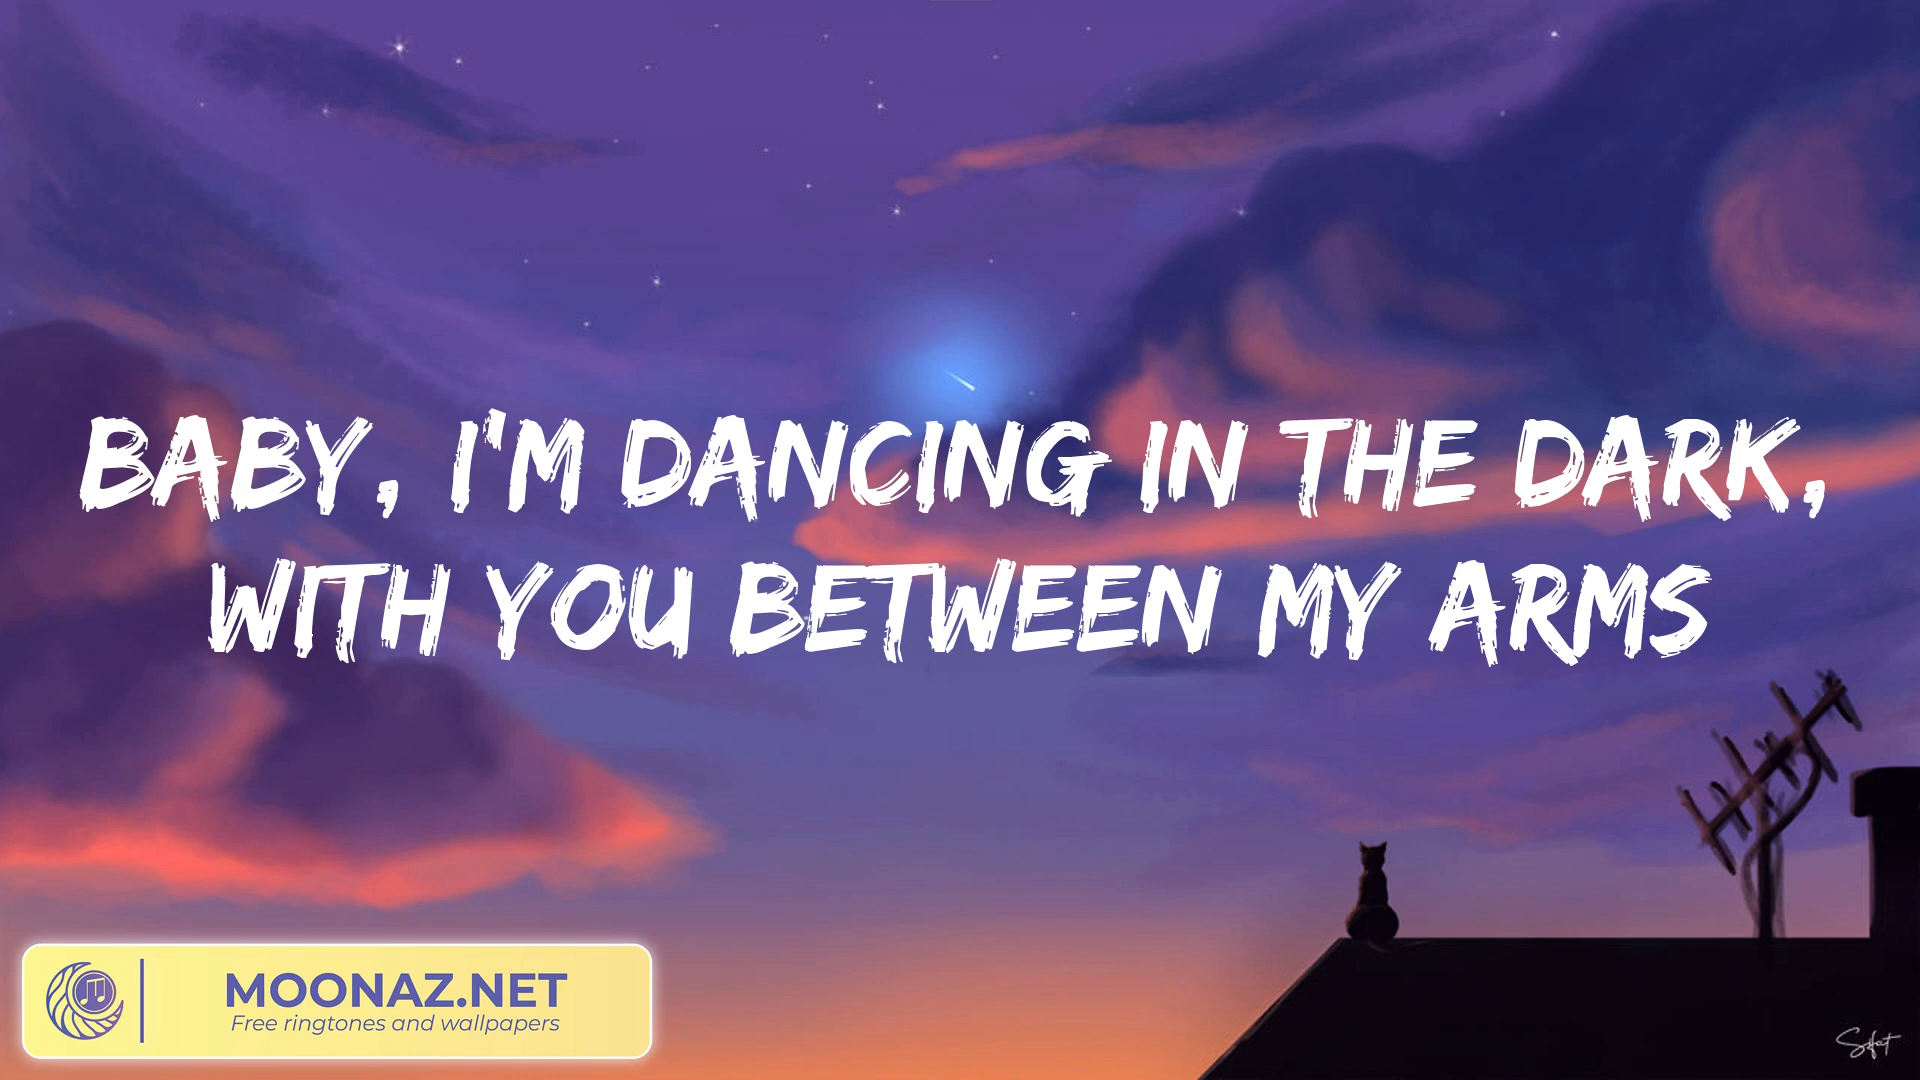 BABY, I'M DANCING IN THE DARK,
WITH YOU BETWEEN MY ARMS
MOONAZ.NET
Free ringtones and wallpapers